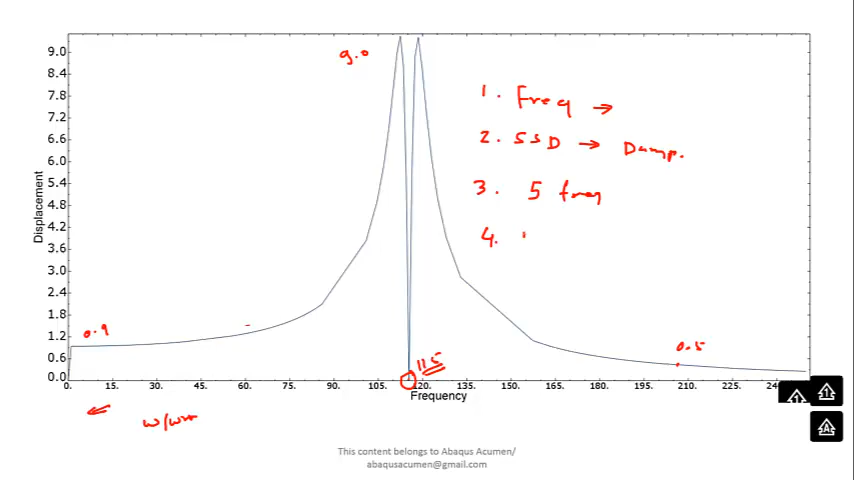 9.0
8.4
7.8
7.2
6.6
6.0
5.4
4.8
4.2
3.6
3.0
2.4
1.8
1.2
0.6
0.0
Displacement
0. 15. 30. 45. 60. 75. 90. 105. 120. 135. 150. 165. 180. 195. 210. 225.
Frequency
9.0
1. Freq →
2. SSD → Damp.
3. 5 freq
4.
0.9
0.5
115
This content belongs to Abaqus Acumen/
abaqusacumen@gmail.com